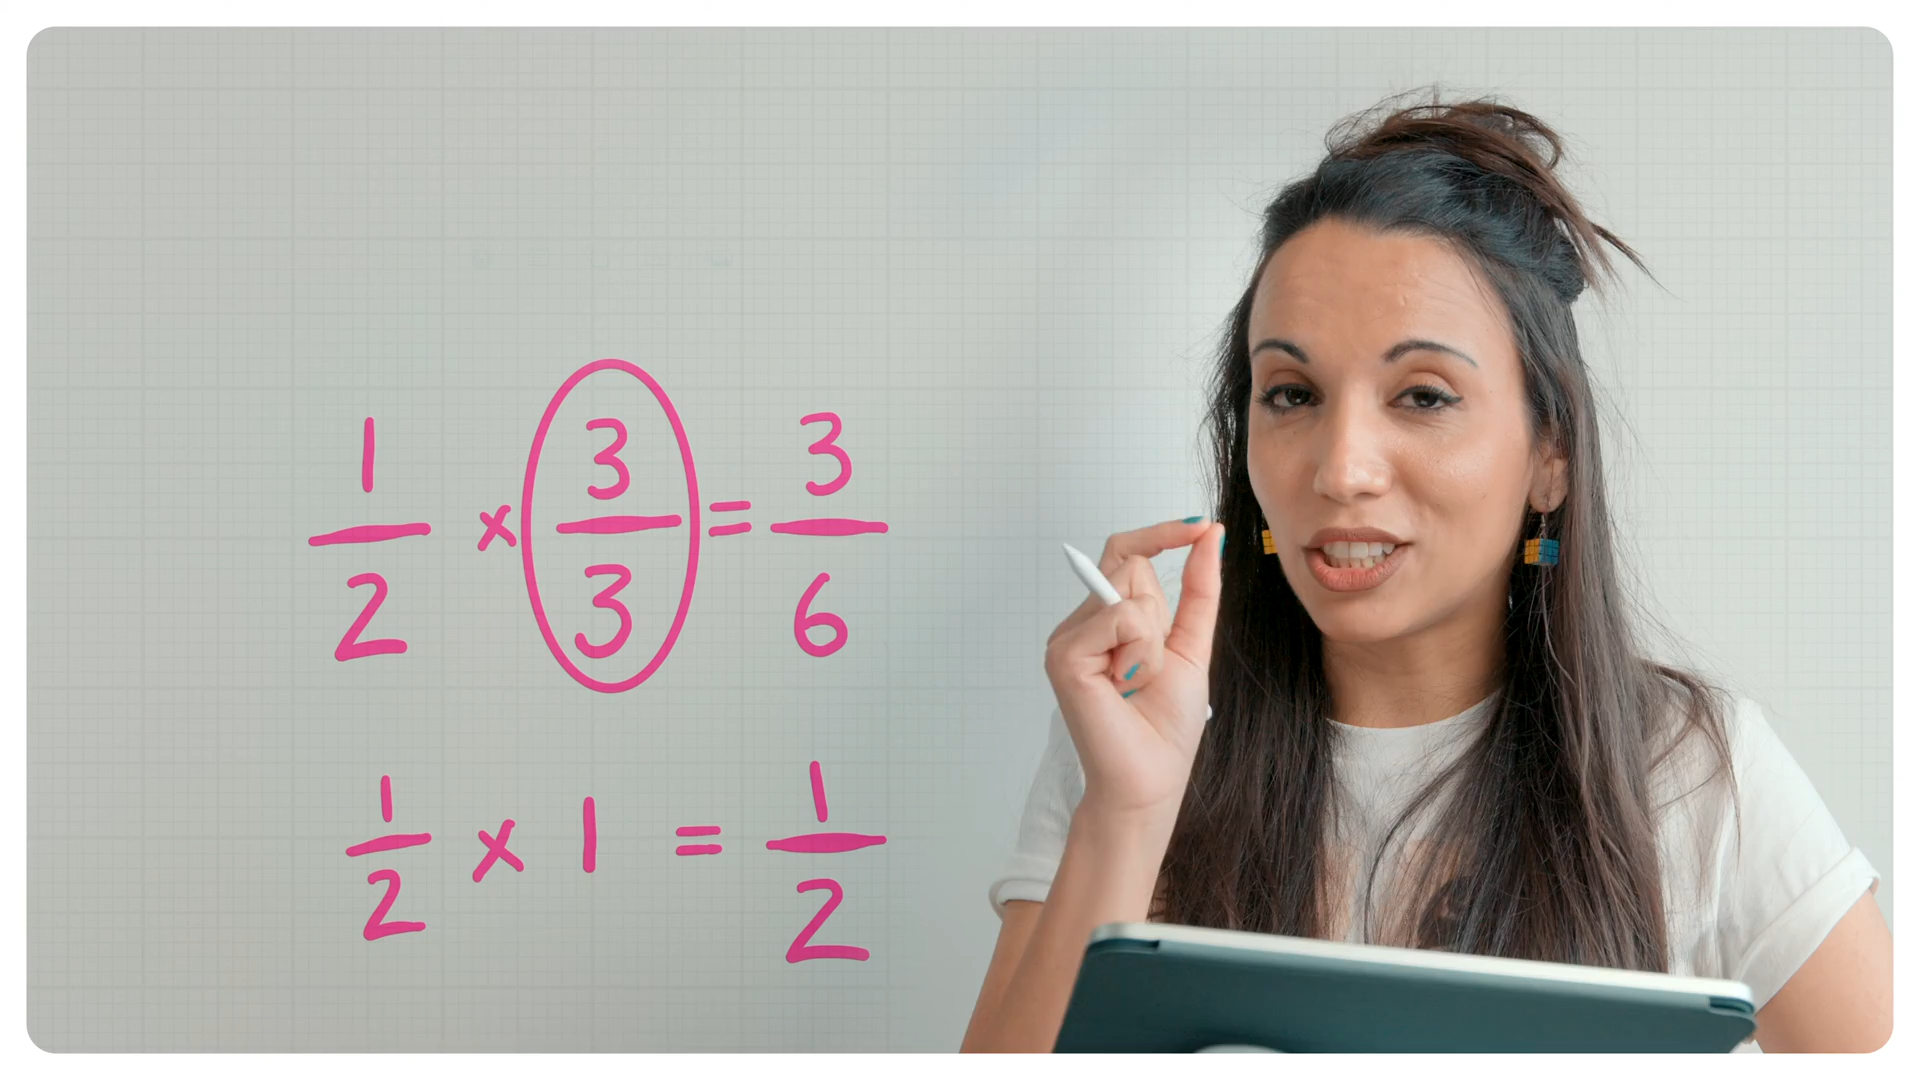 1/2 x 3/3 = 3/6
1/2 x 1 = 1/2